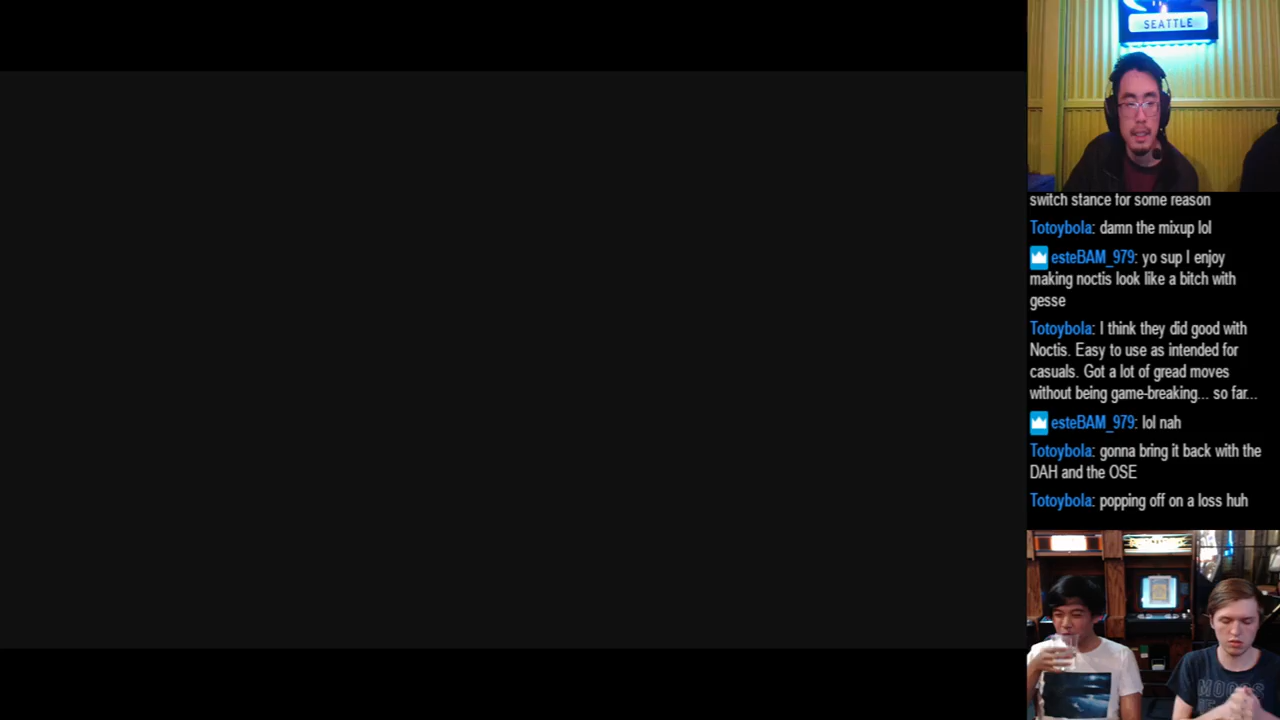 SEATTLE
switch stance for some reason
Totoybola: damn the mixup lol
esteBAM_979: yo sup I enjoy
making noctis look like a bitch with
gesse
Totoybola: I think they did good with
Noctis. Easy to use as intended for
casuals. Got a lot of gread moves
without being game-breaking... so far...
esteBAM_979: lol nah
Totoybola: gonna bring it back with the
DAH and the OSE
Totoybola: popping off on a loss huh